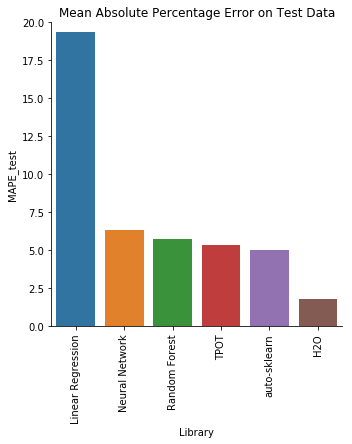 Mean Absolute Percentage Error on Test Data
20.0
17.5
15.0
12.5
10.0
7.5
5.0
2.5
0.0
MAPE_test
Linear Regression
Neural Network
Random Forest
TPOT
auto-sklearn
H2O
Library